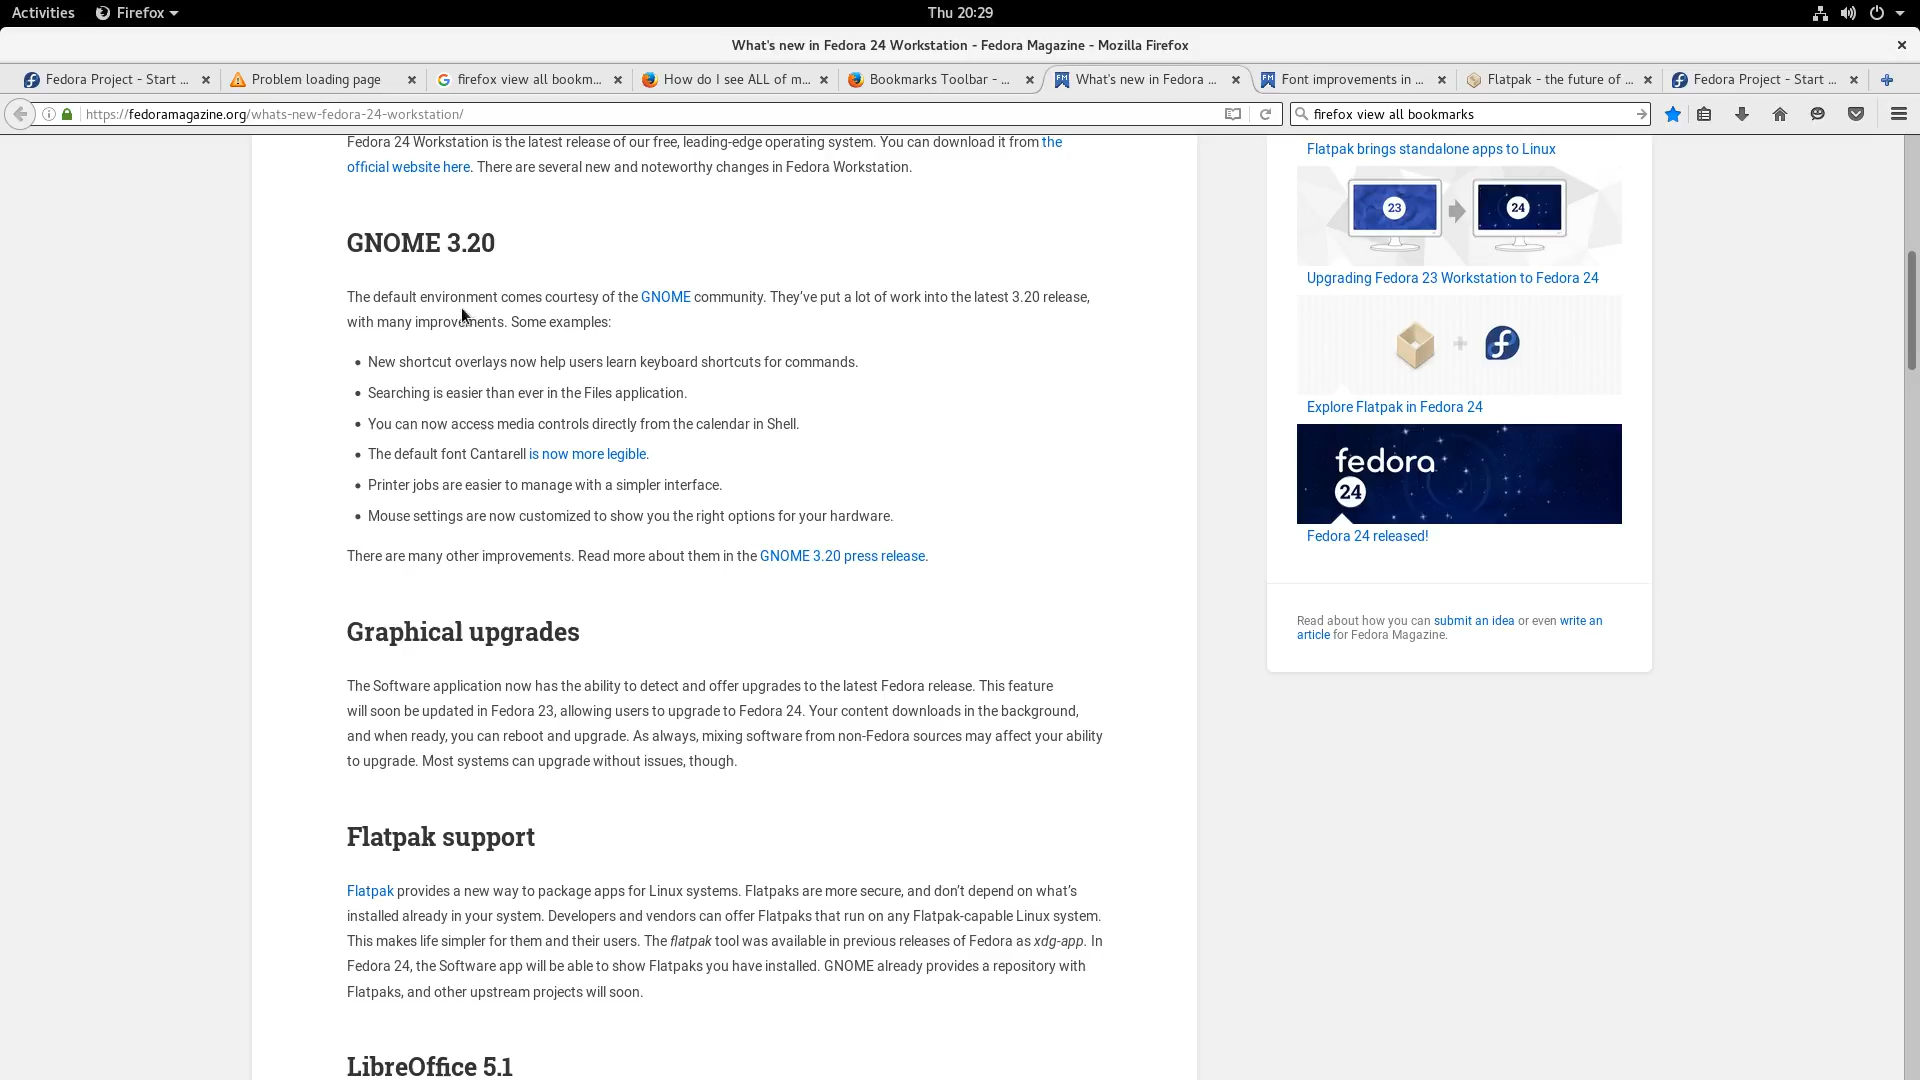 Activities
Firefox
Thu 20:29
What's new in Fedora 24 Workstation - Fedora Magazine - Mozilla Firefox
Fedora Project - Start ...
Problem loading page
firefox view all bookm...
How do I see ALL of m...
Bookmarks Toolbar - ...
What's new in Fedora ...
Font improvements in ...
Flatpak - the future of ...
Fedora Project - Start ...
https://fedoramagazine.org/whats-new-fedora-24-workstation/
firefox view all bookmarks
Fedora 24 Workstation is the latest release of our free, leading-edge operating system. You can download it from the
official website here. There are several new and noteworthy changes in Fedora Workstation.
GNOME 3.20
The default environment comes courtesy of the GNOME community. They’ve put a lot of work into the latest 3.20 release,
with many improvements. Some examples:
• New shortcut overlays now help users learn keyboard shortcuts for commands.
• Searching is easier than ever in the Files application.
• You can now access media controls directly from the calendar in Shell.
• The default font Cantarell is now more legible.
• Printer jobs are easier to manage with a simpler interface.
• Mouse settings are now customized to show you the right options for your hardware.
There are many other improvements. Read more about them in the GNOME 3.20 press release.
Graphical upgrades
The Software application now has the ability to detect and offer upgrades to the latest Fedora release. This feature
will soon be updated in Fedora 23, allowing users to upgrade to Fedora 24. Your content downloads in the background,
and when ready, you can reboot and upgrade. As always, mixing software from non-Fedora sources may affect your ability
to upgrade. Most systems can upgrade without issues, though.
Flatpak support
Flatpak provides a new way to package apps for Linux systems. Flatpaks are more secure, and don’t depend on what’s
installed already in your system. Developers and vendors can offer Flatpaks that run on any Flatpak-capable Linux system.
This makes life simpler for them and their users. The flatpak tool was available in previous releases of Fedora as xdg-app. In
Fedora 24, the Software app will be able to show Flatpaks you have installed. GNOME already provides a repository with
Flatpaks, and other upstream projects will soon.
LibreOffice 5.1
Flatpak brings standalone apps to Linux
23
24
Upgrading Fedora 23 Workstation to Fedora 24
Explore Flatpak in Fedora 24
fedora
24
Fedora 24 released!
Read about how you can submit an idea or even write an
article for Fedora Magazine.